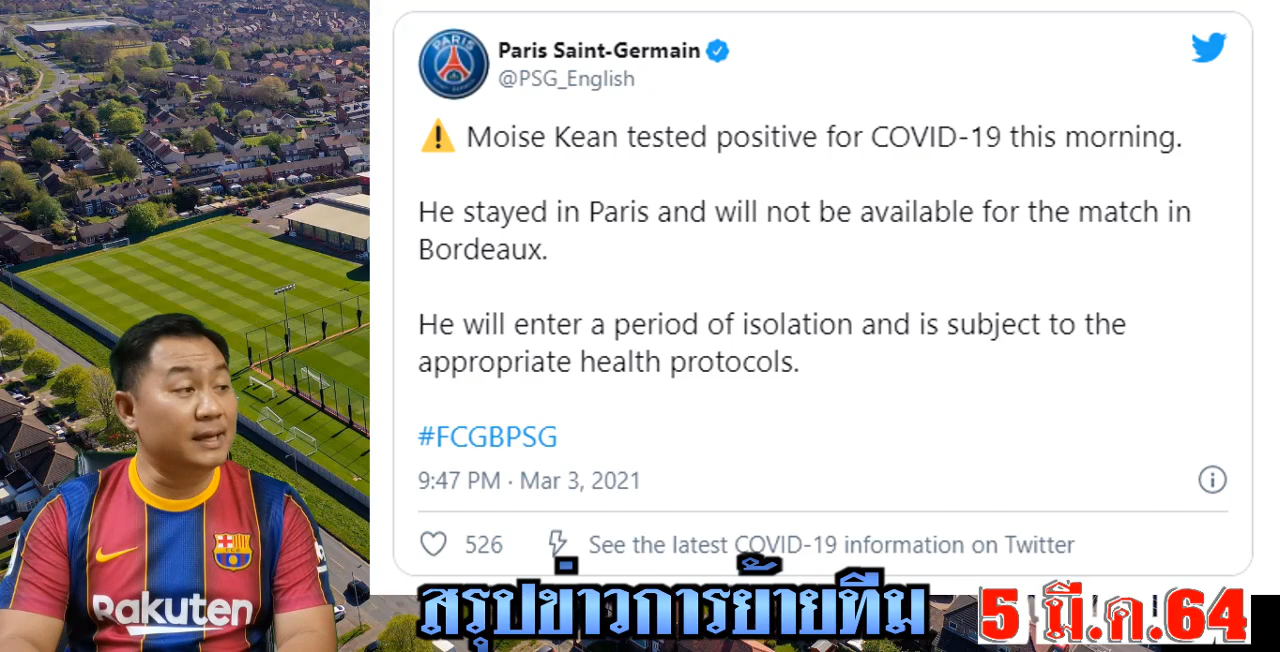 Paris Saint-Germain
@PSG_English
⚠ Moise Kean tested positive for COVID-19 this morning.
He stayed in Paris and will not be available for the match in
Bordeaux.
He will enter a period of isolation and is subject to the
appropriate health protocols.
#FCGBPSG
9:47 PM · Mar 3, 2021
526 See the latest COVID-19 information on Twitter
สรุปข่าวการย้ายทีม 5 มี.ค.64
PARIS
Rakuten